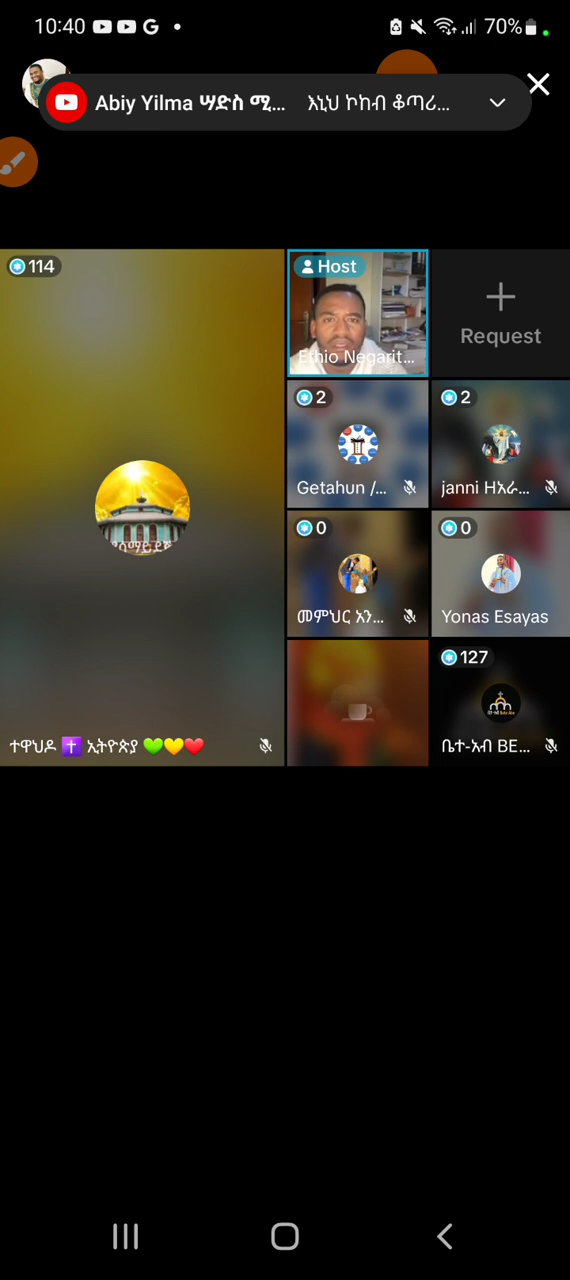 10:40
70%
Abiy Yilma ሣድስ ሚ... እኒህ ኮከብ ቆጣሪ...
114
Host
Ethio Negarit...
Request
2
Getahun /...
2
janni Hአራ...
0
መምህር አን...
0
Yonas Esayas
127
ቤተ-አብ BE...
ተዋህዶ ✝️ ኢትዮጵያ 💚💛❤️